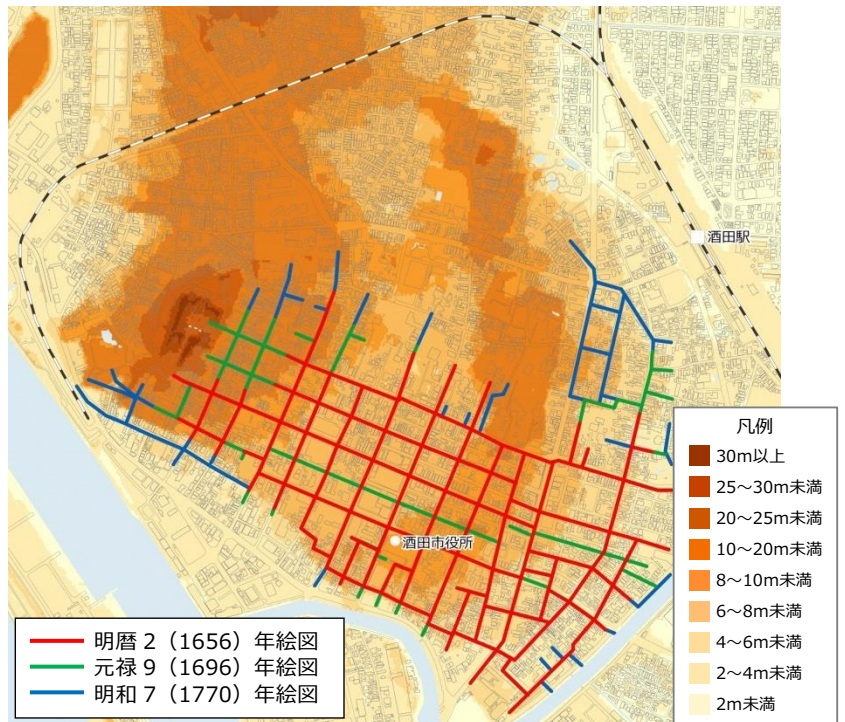 酒田駅
酒田市役所
凡例
30m以上
25～30m未満
20～25m未満
10～20m未満
8～10m未満
6～8m未満
4～6m未満
2～4m未満
2m未満
明暦２（1656）年絵図
元禄９（1696）年絵図
明和７（1770）年絵図